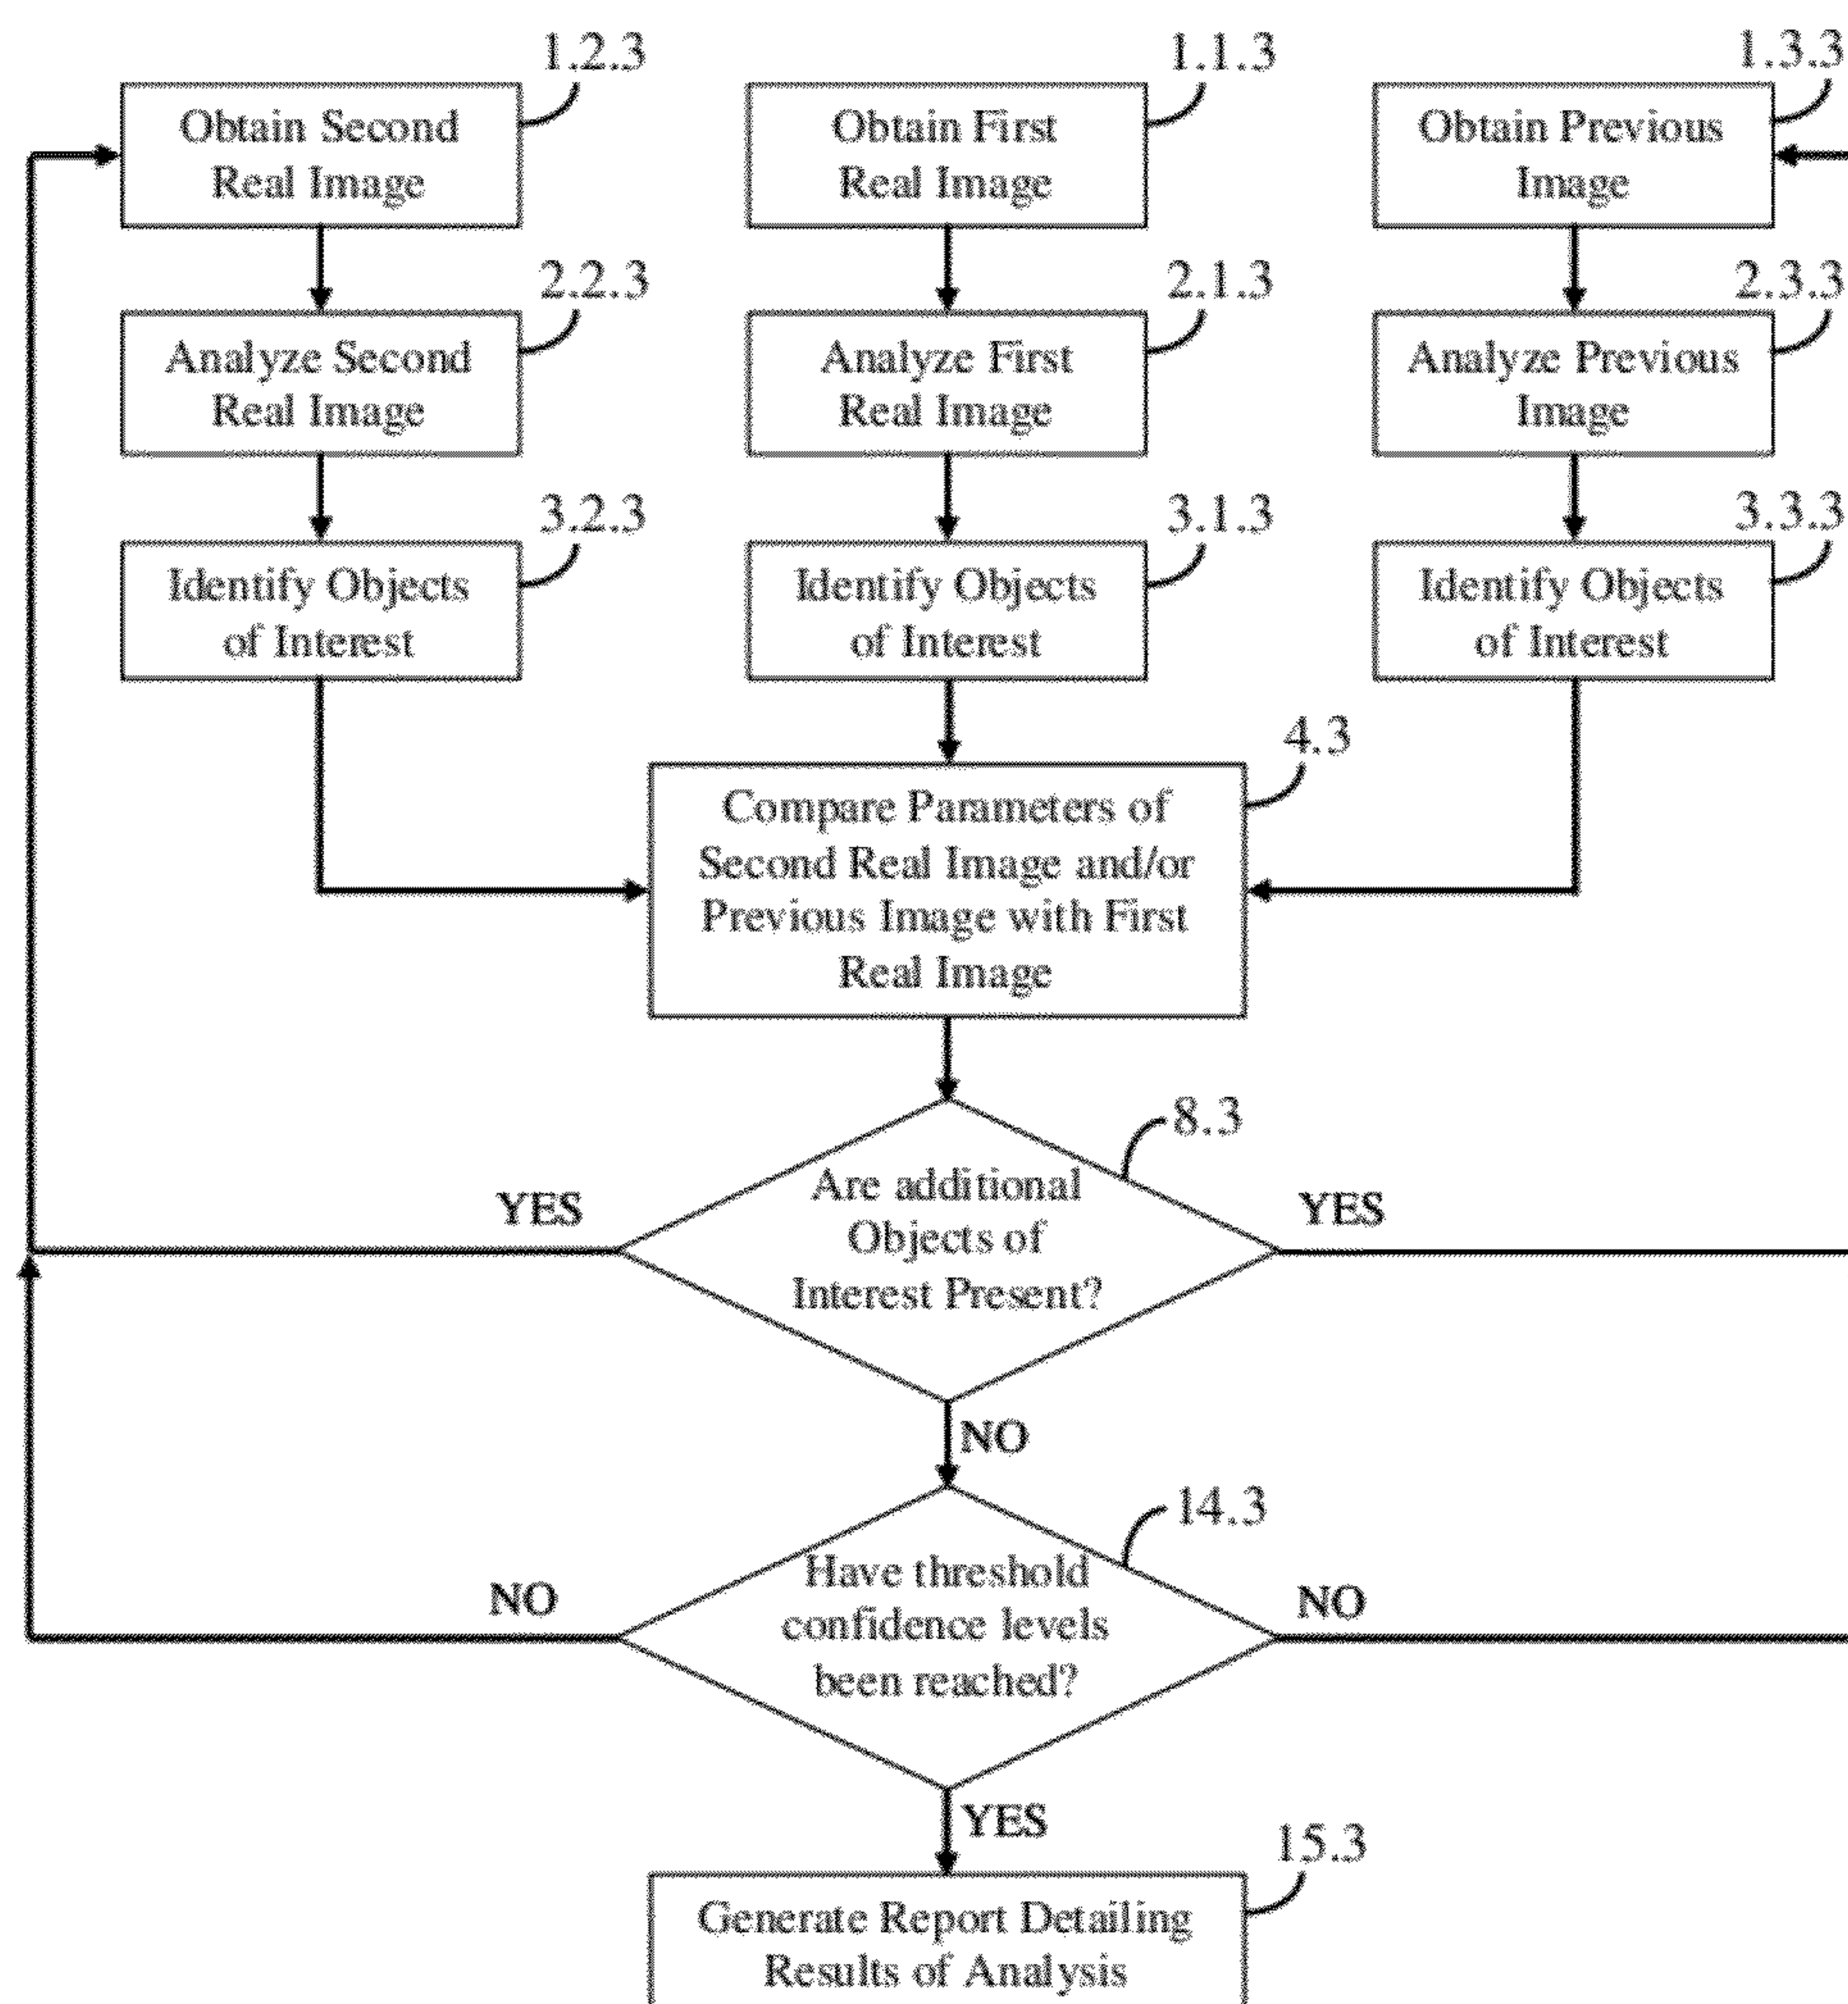 1.2.3
1.1.3
1.3.3
Obtain Second
Real Image
Obtain First
Real Image
Obtain Previous
Image
2.2.3
2.1.3
2.3.3
Analyze Second
Real Image
Analyze First
Real Image
Analyze Previous
Image
3.2.3
3.1.3
3.3.3
Identify Objects
of Interest
Identify Objects
of Interest
Identify Objects
of Interest
4.3
Compare Parameters of
Second Real Image and/or
Previous Image with First
Real Image
8.3
Are additional
Objects of
Interest Present?
YES
YES
NO
14.3
Have threshold
confidence levels
been reached?
NO
NO
YES
15.3
Generate Report Detailing
Results of Analysis